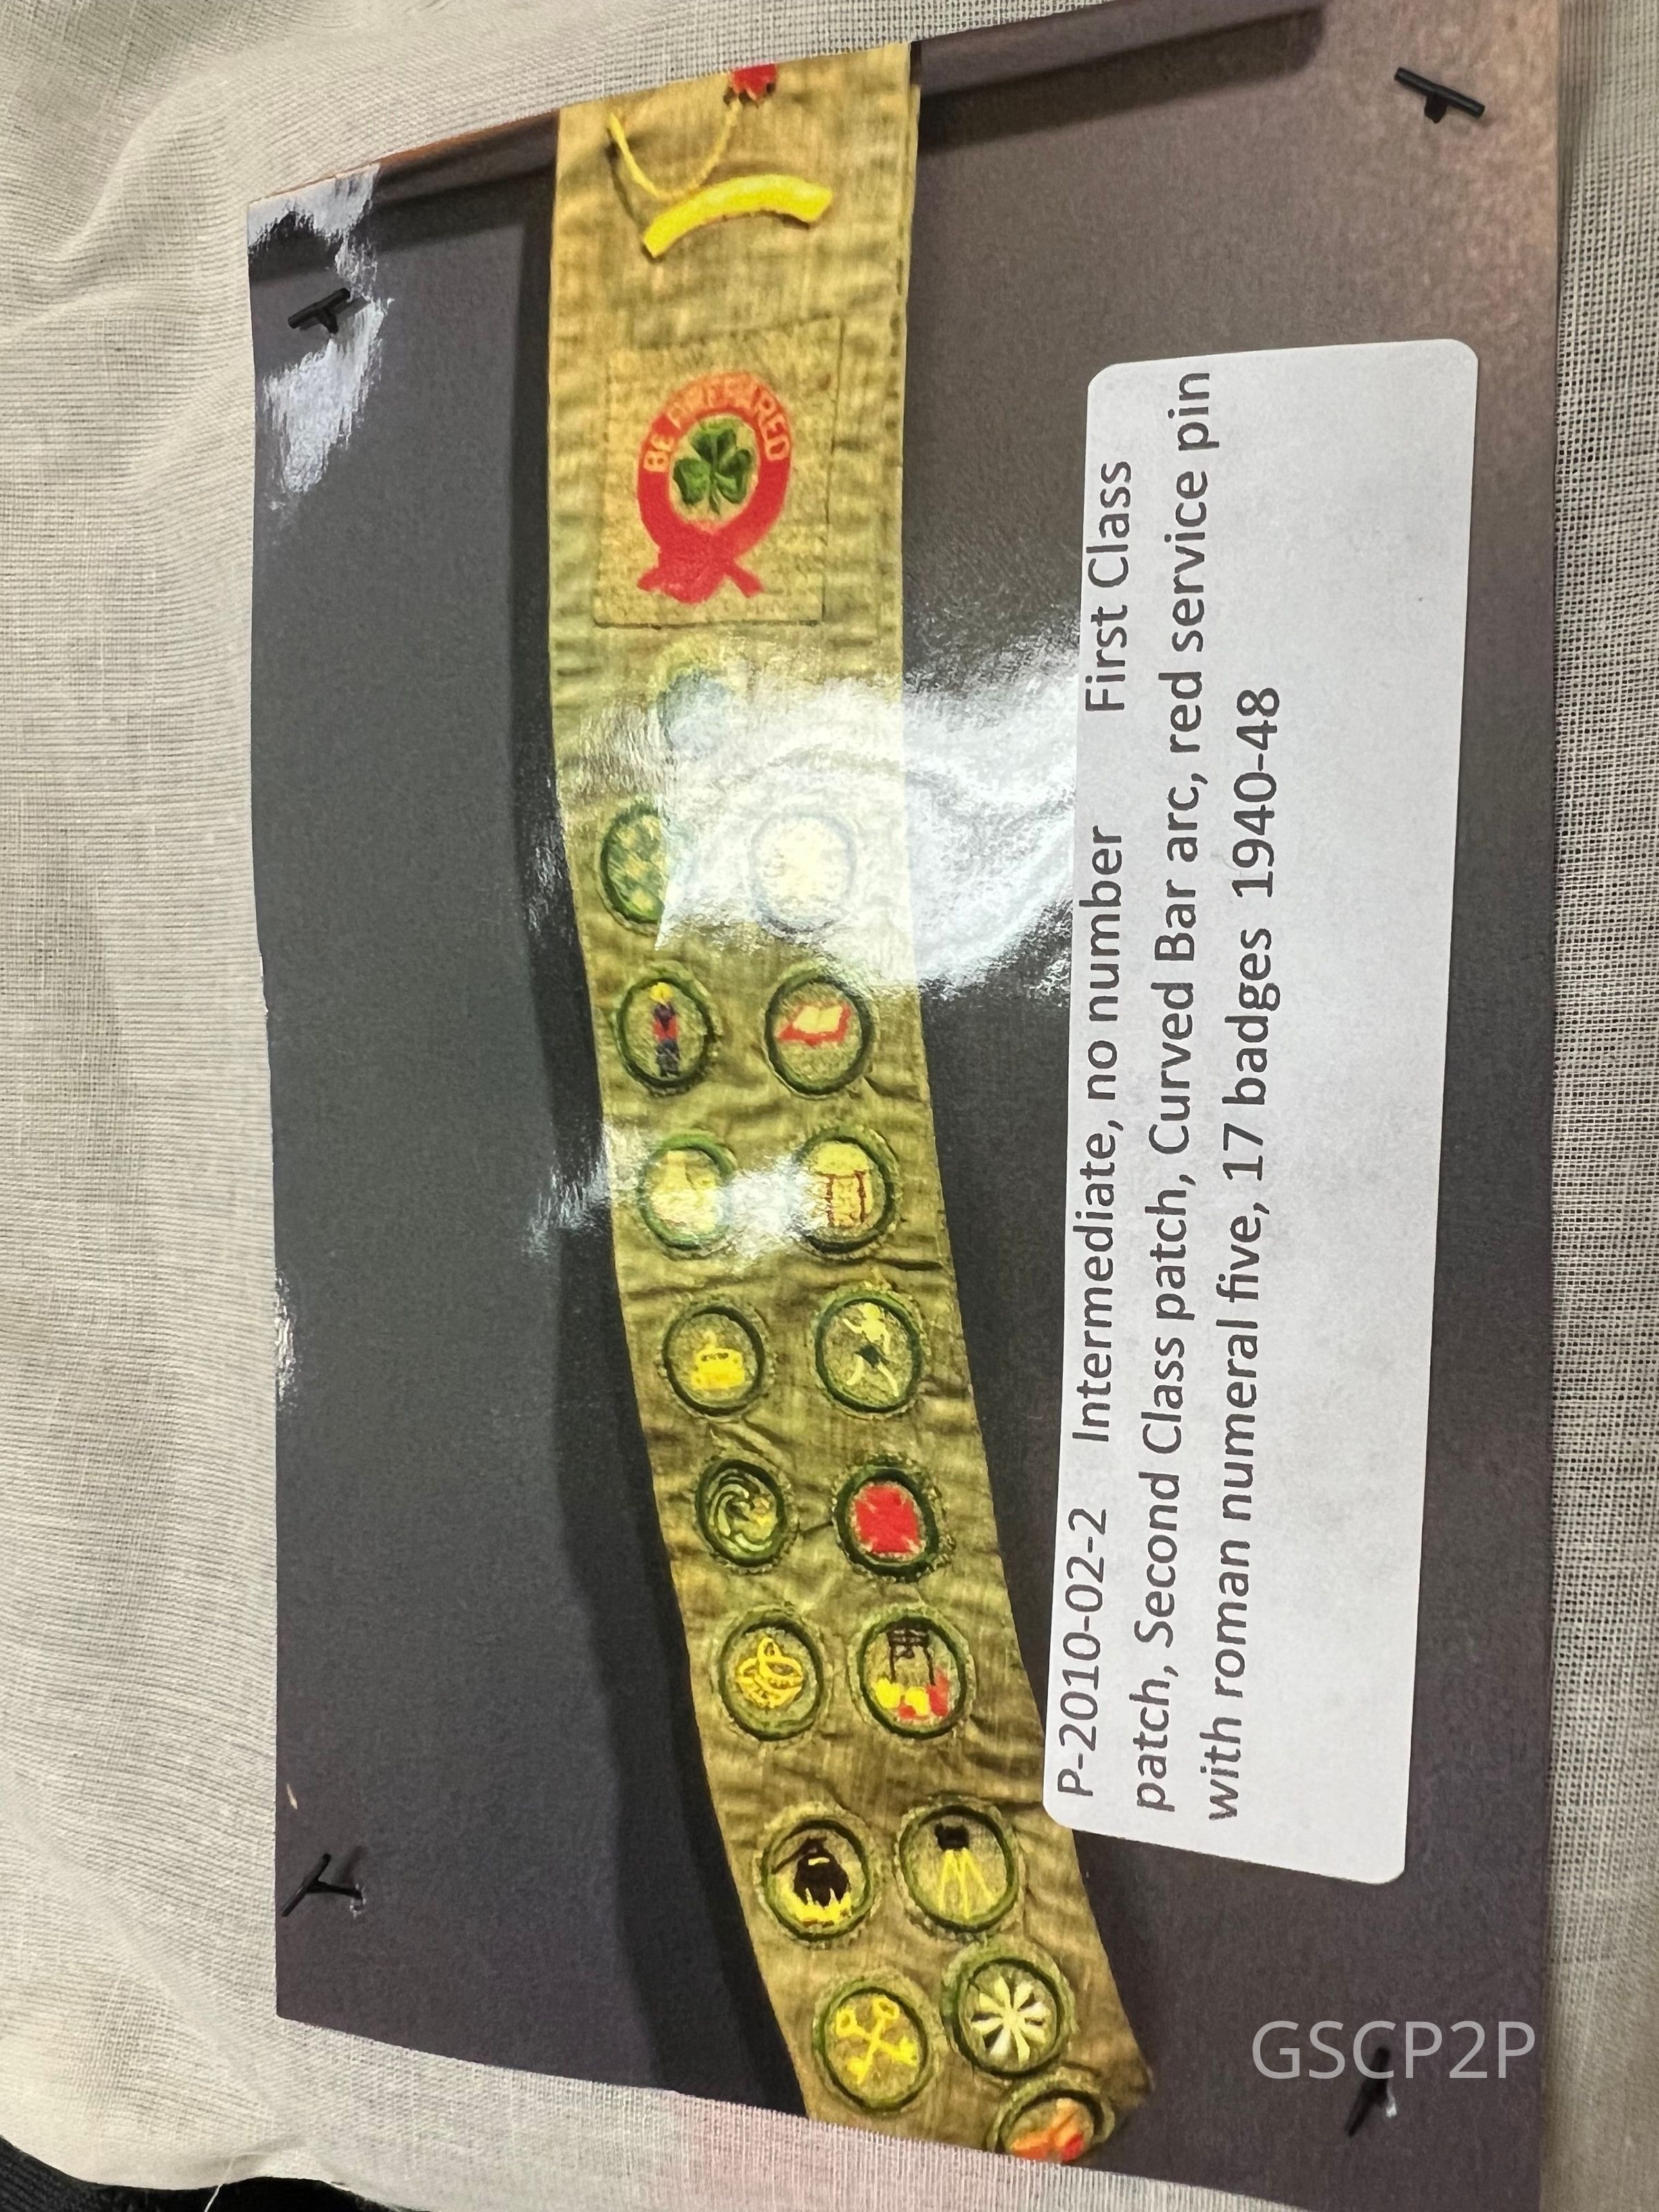 BE PREPARED
P-2010-02-2 Intermediate, no number First Class
patch, Second Class patch, Curved Bar arc, red service pin
with roman numeral five, 17 badges 1940-48
GSCP2P